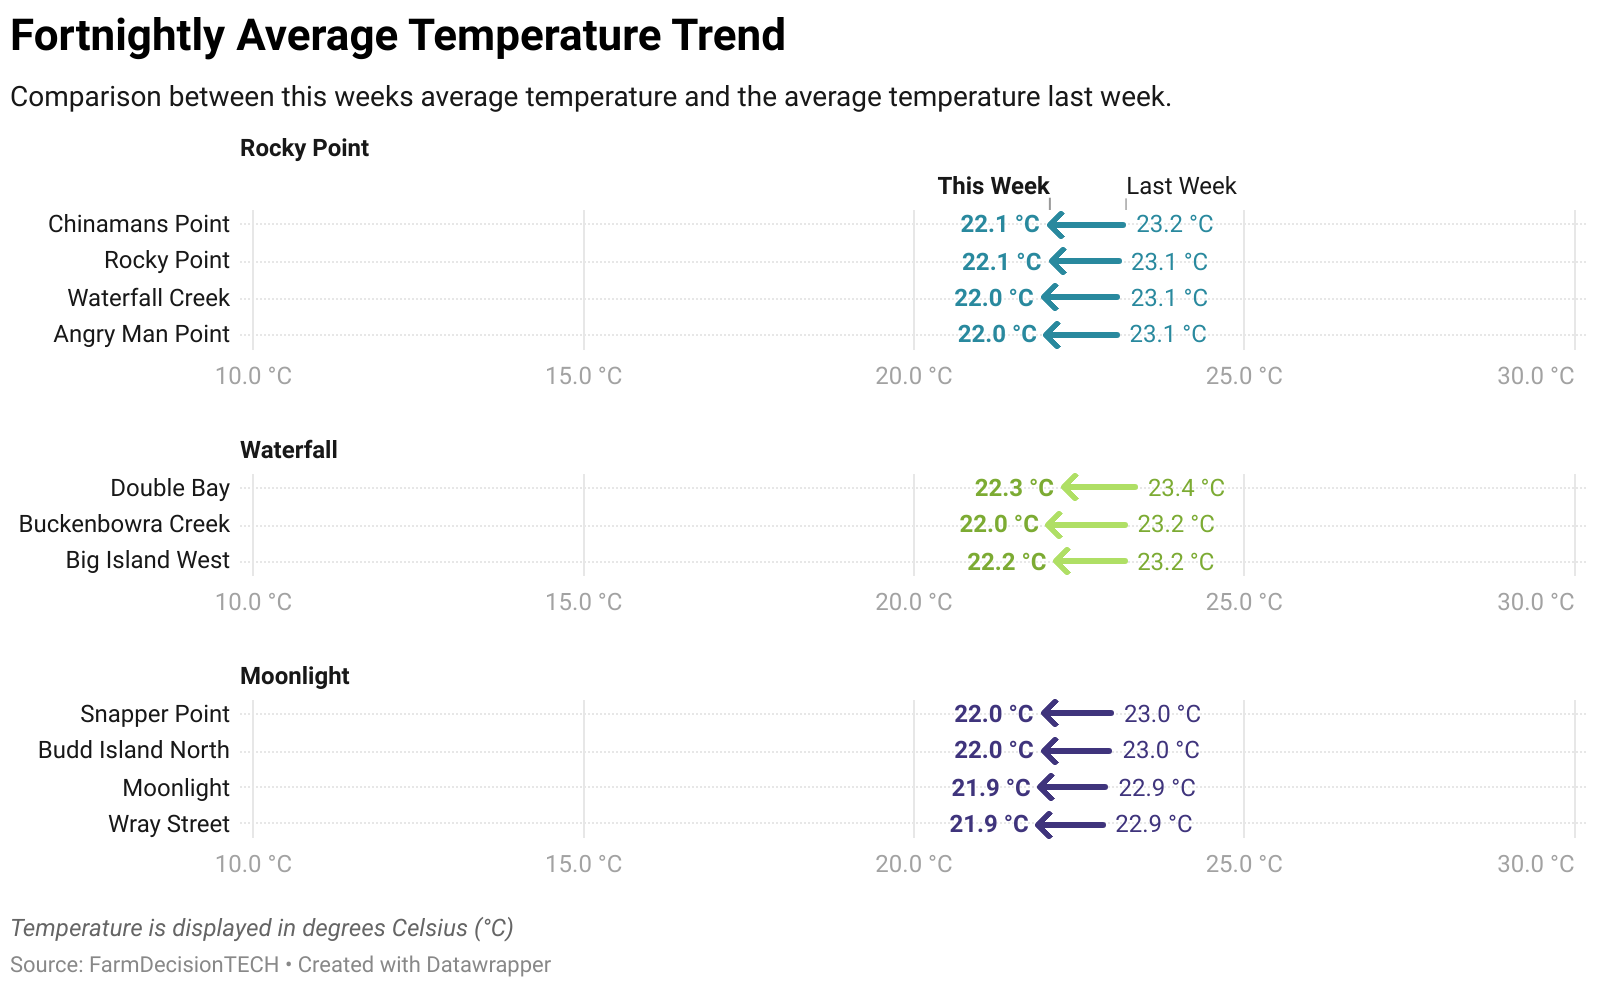 Fortnightly Average Temperature Trend
Comparison between this weeks average temperature and the average temperature last week.
Rocky Point
This Week Last Week
Chinamans Point 22.1 °C 23.2 °C
Rocky Point 22.1 °C 23.1 °C
Waterfall Creek 22.0 °C 23.1 °C
Angry Man Point 22.0 °C 23.1 °C
10.0 °C 15.0 °C 20.0 °C 25.0 °C 30.0 °C
Waterfall
Double Bay 22.3 °C 23.4 °C
Buckenbowra Creek 22.0 °C 23.2 °C
Big Island West 22.2 °C 23.2 °C
10.0 °C 15.0 °C 20.0 °C 25.0 °C 30.0 °C
Moonlight
Snapper Point 22.0 °C 23.0 °C
Budd Island North 22.0 °C 23.0 °C
Moonlight 21.9 °C 22.9 °C
Wray Street 21.9 °C 22.9 °C
10.0 °C 15.0 °C 20.0 °C 25.0 °C 30.0 °C
Temperature is displayed in degrees Celsius (°C)
Source: FarmDecisionTECH • Created with Datawrapper